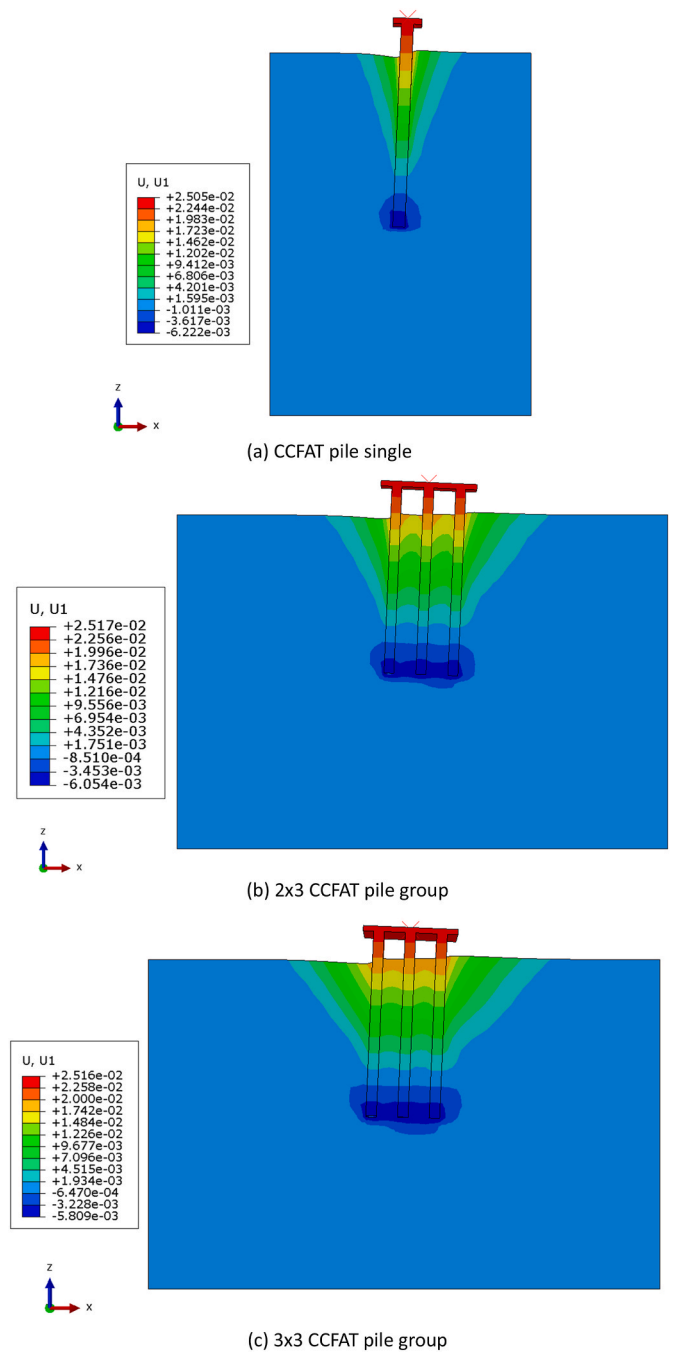 U, U1
+2.505e-02
+2.244e-02
+1.983e-02
+1.723e-02
+1.462e-02
+1.202e-02
+9.412e-03
+6.806e-03
+4.201e-03
+1.595e-03
-1.011e-03
-3.617e-03
-6.222e-03
z
x
(a) CCFAT pile single
U, U1
+2.517e-02
+2.256e-02
+1.996e-02
+1.736e-02
+1.476e-02
+1.216e-02
+9.556e-03
+6.954e-03
+4.352e-03
+1.751e-03
-8.510e-04
-3.453e-03
-6.054e-03
z
x
(b) 2x3 CCFAT pile group
U, U1
+2.516e-02
+2.258e-02
+2.000e-02
+1.742e-02
+1.484e-02
+1.226e-02
+9.677e-03
+7.096e-03
+4.515e-03
+1.934e-03
-6.470e-04
-3.228e-03
-5.809e-03
z
x
(c) 3x3 CCFAT pile group